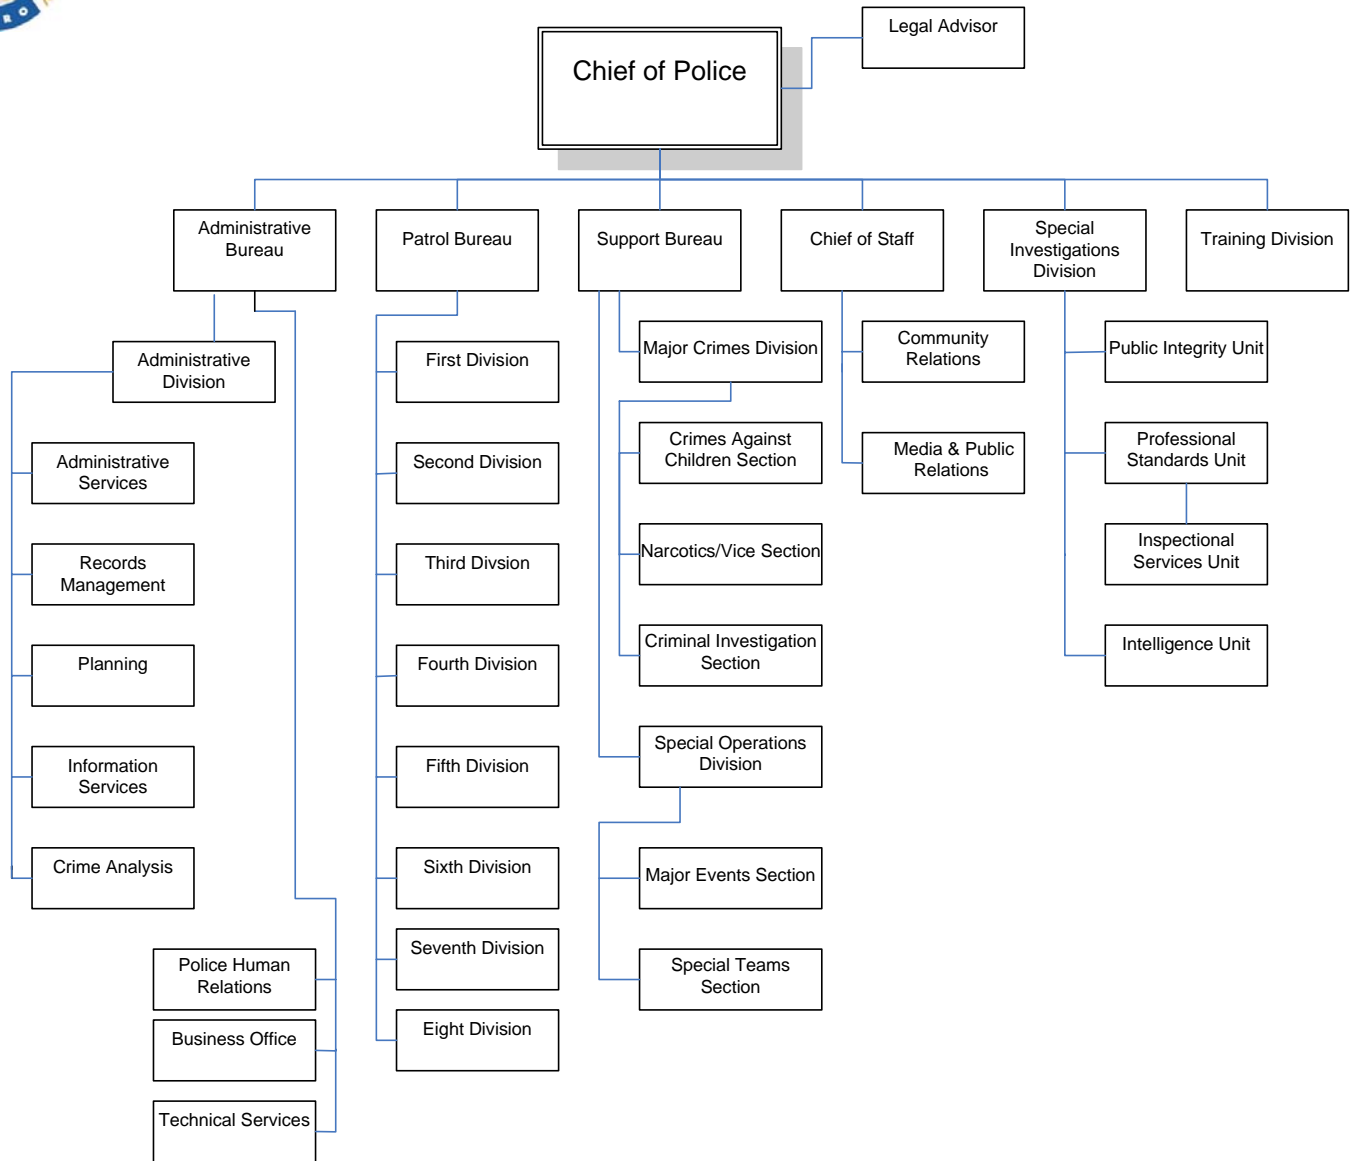 R O
Legal Advisor
Chief of Police
Administrative
Bureau
Patrol Bureau
Support Bureau
Chief of Staff
Special
Investigations
Division
Training Division
Administrative
Division
Administrative
Services
Records
Management
Planning
Information
Services
Crime Analysis
Police Human
Relations
Business Office
Technical Services
First Division
Second Division
Third Divsion
Fourth Division
Fifth Division
Sixth Division
Seventh Division
Eight Division
Major Crimes Division
Crimes Against
Children Section
Narcotics/Vice Section
Criminal Investigation
Section
Special Operations
Division
Major Events Section
Special Teams
Section
Community
Relations
Media & Public
Relations
Public Integrity Unit
Professional
Standards Unit
Inspectional
Services Unit
Intelligence Unit